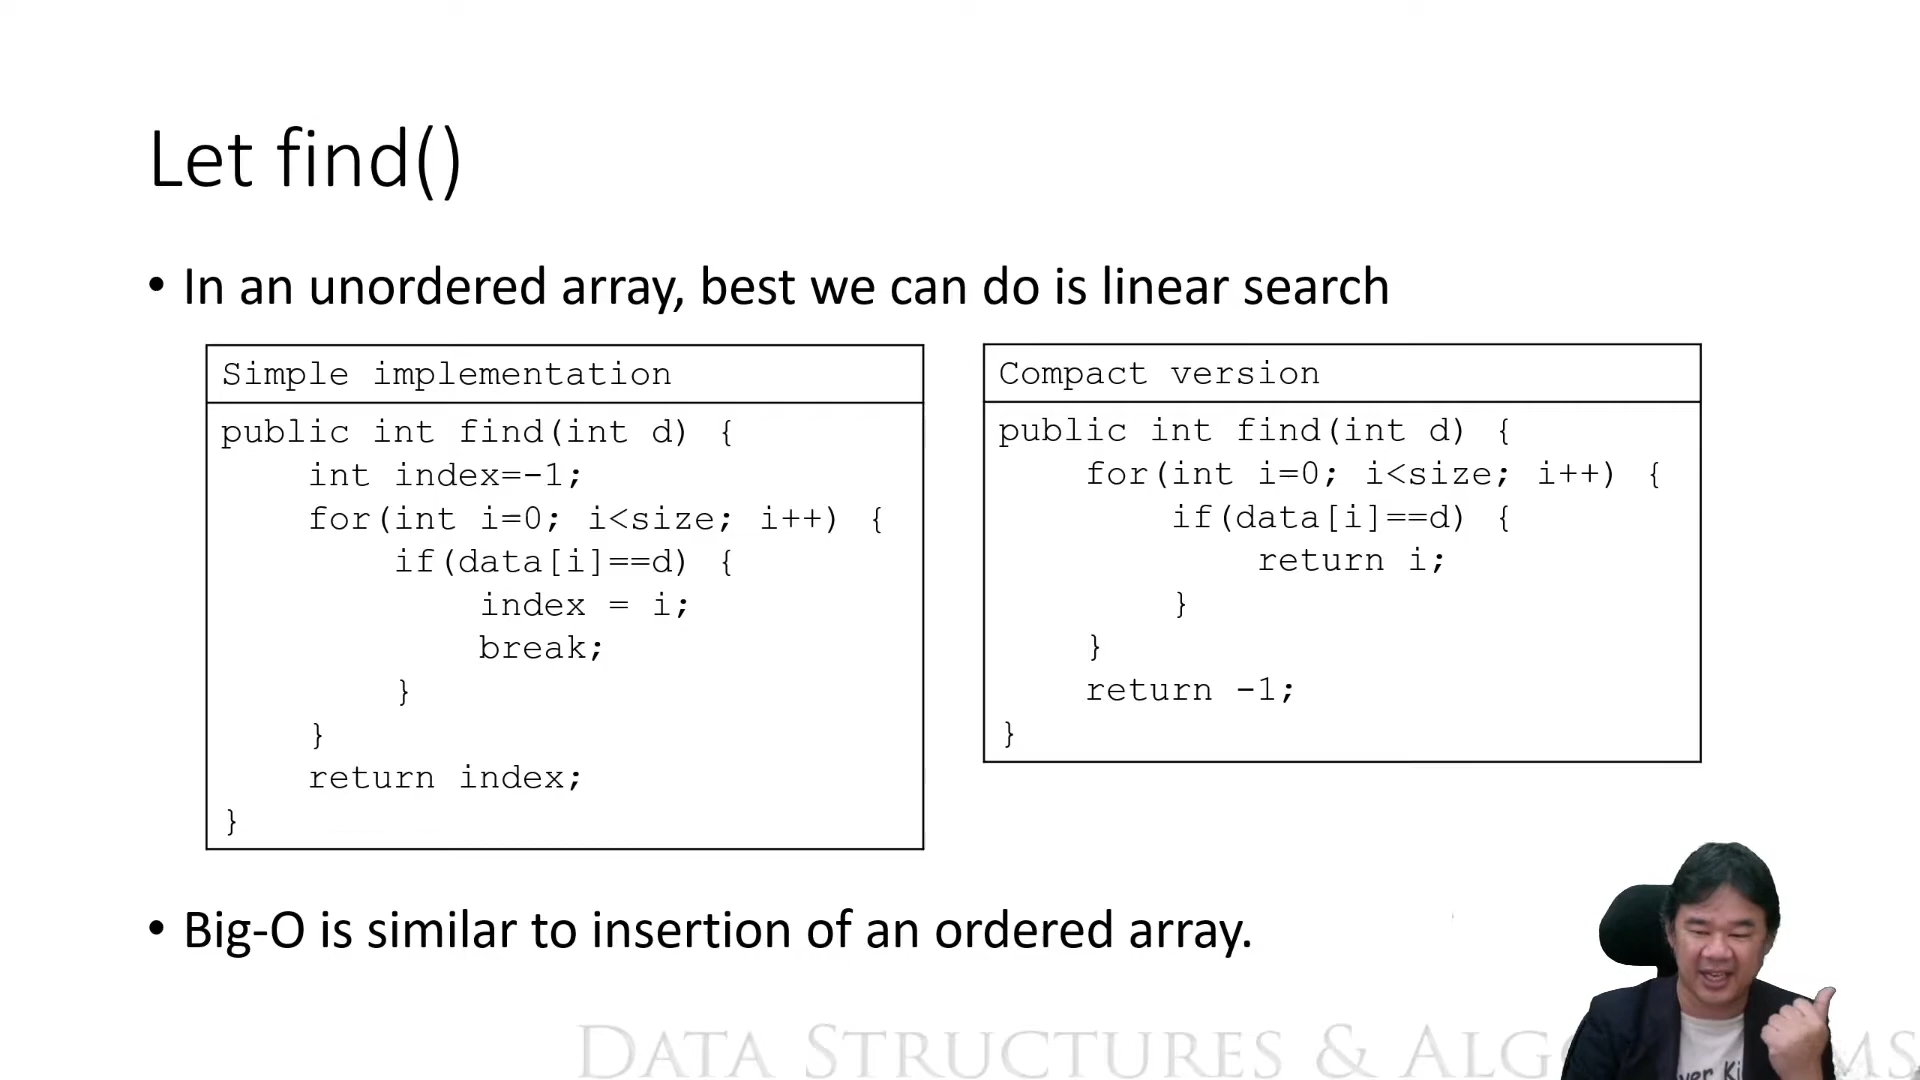 Let find()
• In an unordered array, best we can do is linear search
Simple implementation
public int find(int d) {
    int index=-1;
    for(int i=0; i<size; i++) {
        if(data[i]==d) {
            index = i;
            break;
        }
    }
    return index;
}
Compact version
public int find(int d) {
    for(int i=0; i<size; i++) {
        if(data[i]==d) {
            return i;
        }
    }
    return -1;
}
• Big-O is similar to insertion of an ordered array.
DATA STRUCTURES &